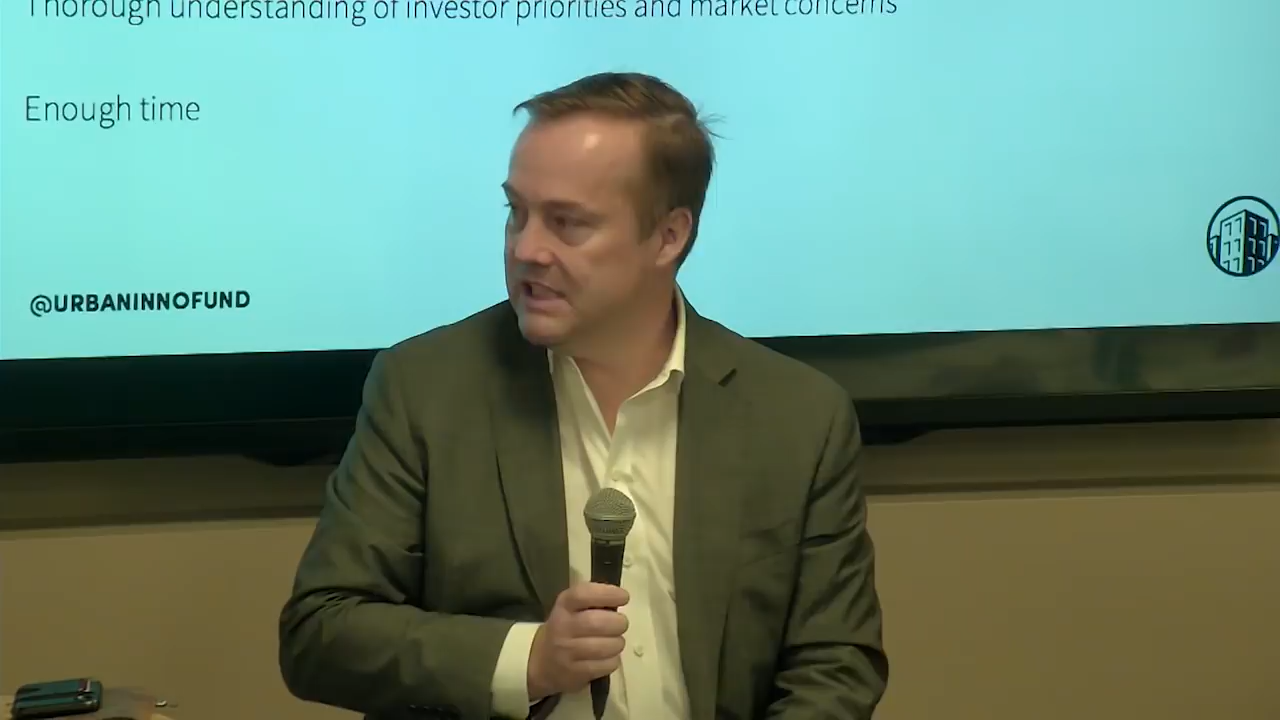 Thorough understanding of investor priorities and market concerns
Enough time
@URBANINNOFUND